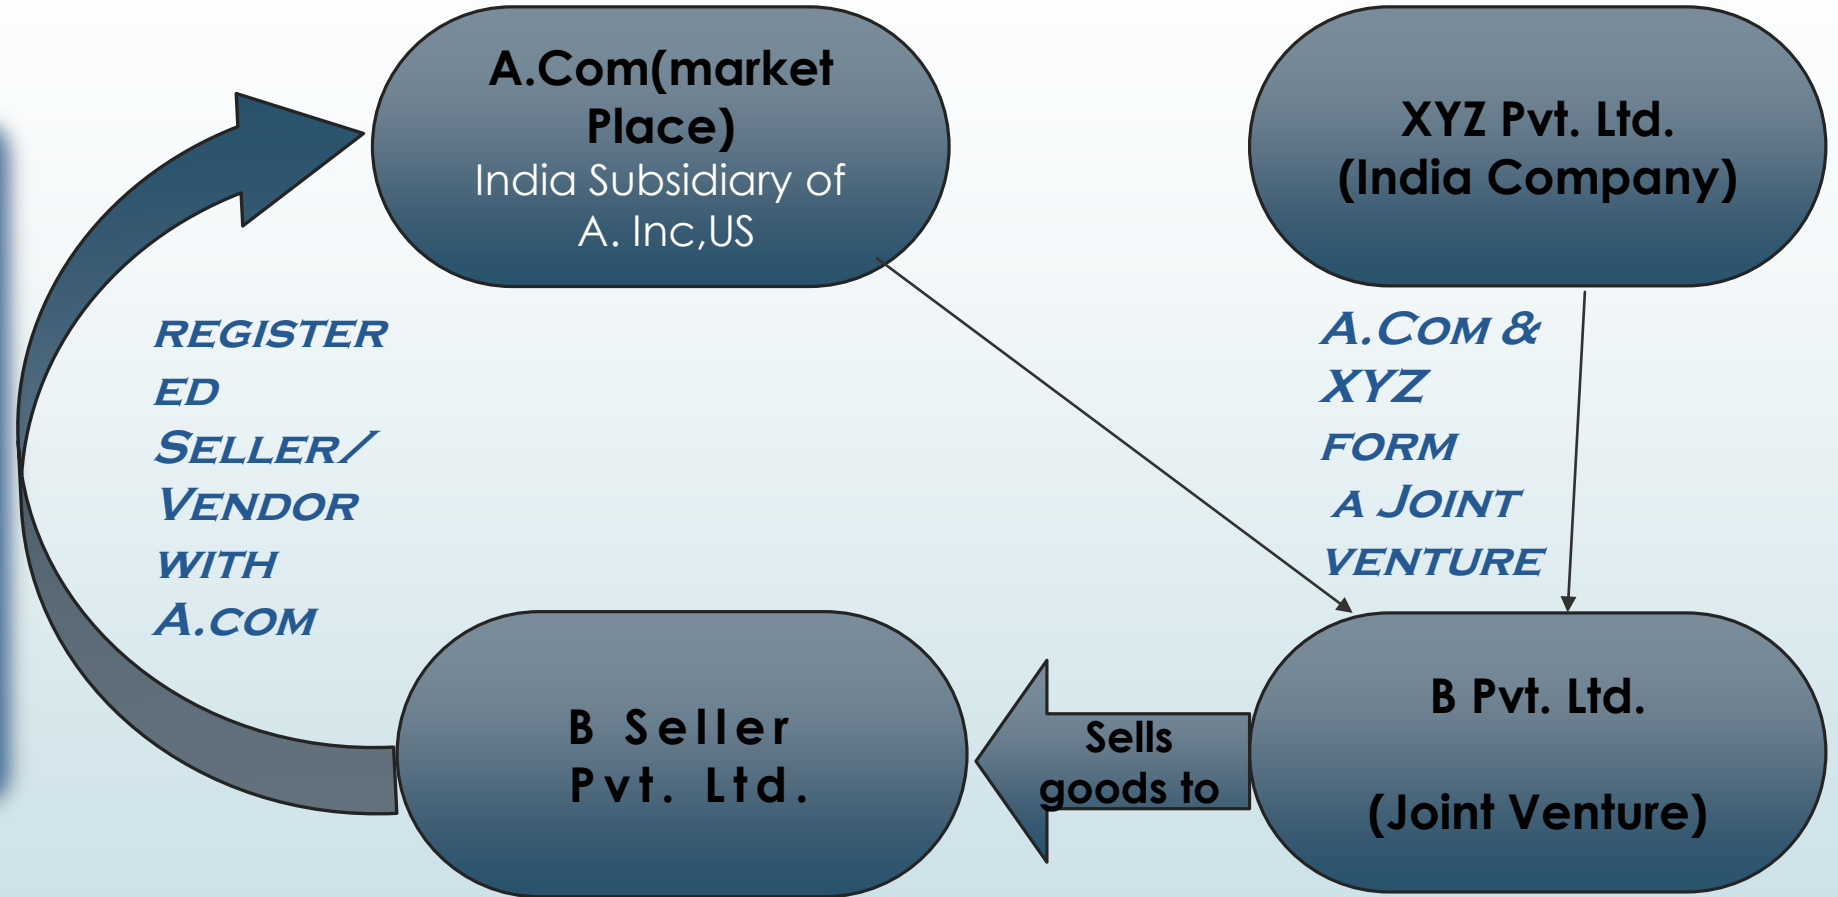 A.Com(market
Place)
India Subsidiary of
A. Inc,US
XYZ Pvt. Ltd.
(India Company)
REGISTER
ED
SELLER/
VENDOR
WITH
A.COM
A.COM &
XYZ
FORM
A JOINT
VENTURE
B Seller
Pvt. Ltd.
Sells
goods to
B Pvt. Ltd.
(Joint Venture)